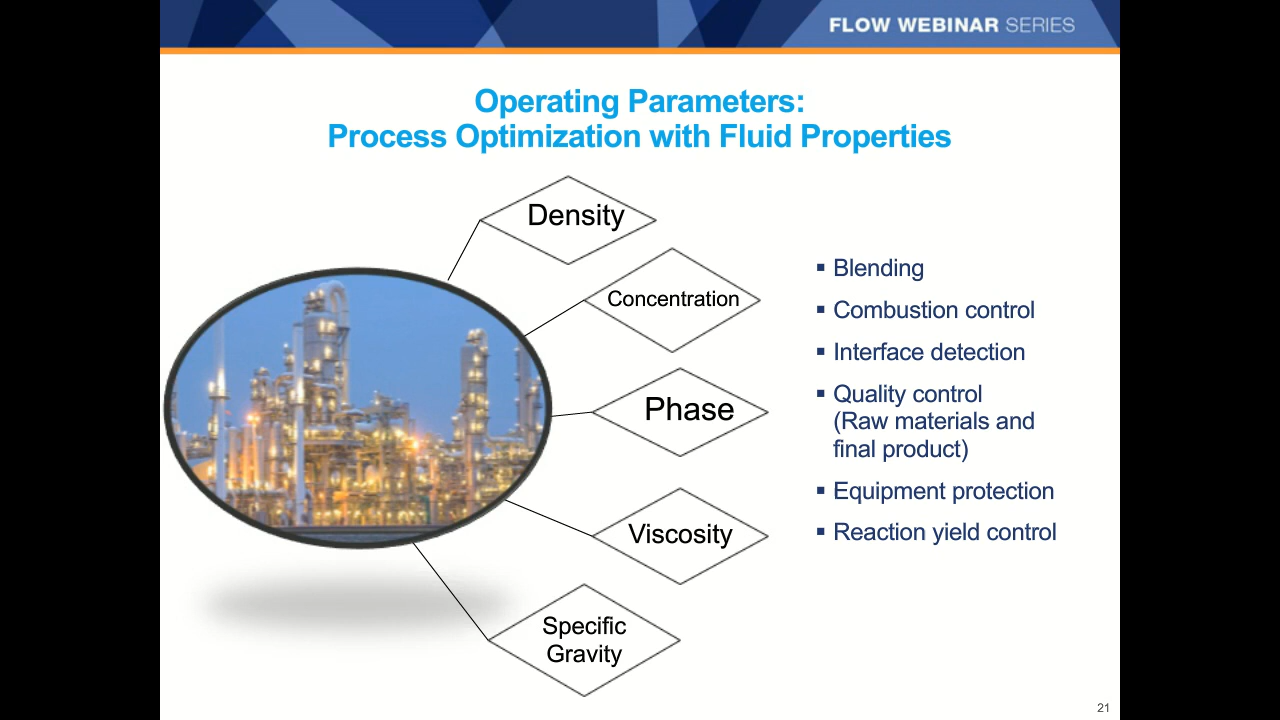 FLOW WEBINAR SERIES
Operating Parameters:
Process Optimization with Fluid Properties
Density
Concentration
Phase
Viscosity
Specific
Gravity
▪ Blending
▪ Combustion control
▪ Interface detection
▪ Quality control
(Raw materials and
final product)
▪ Equipment protection
▪ Reaction yield control
21